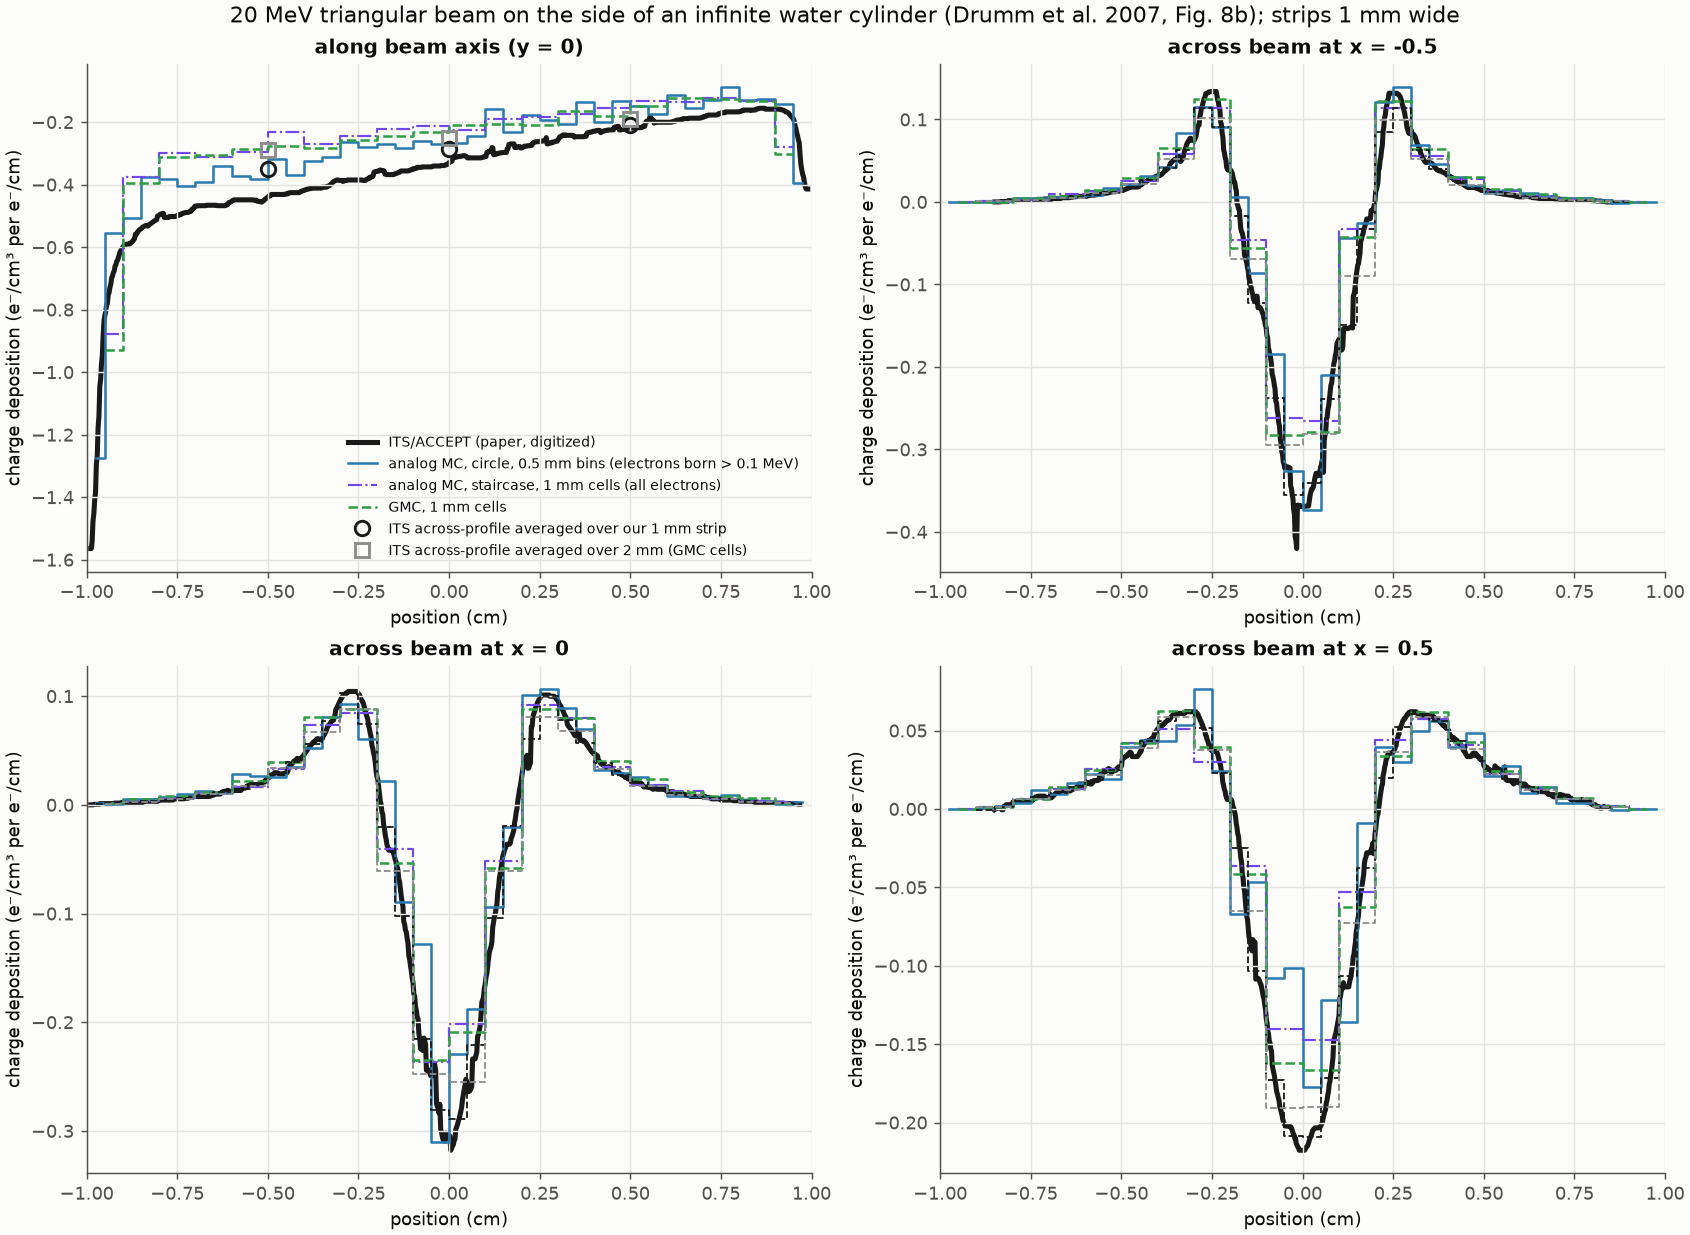 20 MeV triangular beam on the side of an infinite water cylinder (Drumm et al. 2007, Fig. 8b); strips 1 mm wide
along beam axis (y = 0)
charge deposition (e⁻/cm³ per e⁻/cm)
−0.2
−0.4
−0.6
−0.8
−1.0
−1.2
−1.4
−1.6
ITS/ACCEPT (paper, digitized)
analog MC, circle, 0.5 mm bins (electrons born > 0.1 MeV)
analog MC, staircase, 1 mm cells (all electrons)
GMC, 1 mm cells
ITS across-profile averaged over our 1 mm strip
ITS across-profile averaged over 2 mm (GMC cells)
−1.00 −0.75 −0.50 −0.25 0.00 0.25 0.50 0.75 1.00
position (cm)
across beam at x = -0.5
charge deposition (e⁻/cm³ per e⁻/cm)
0.1
0.0
−0.1
−0.2
−0.3
−0.4
−1.00 −0.75 −0.50 −0.25 0.00 0.25 0.50 0.75 1.00
position (cm)
across beam at x = 0
charge deposition (e⁻/cm³ per e⁻/cm)
0.1
0.0
−0.1
−0.2
−0.3
−1.00 −0.75 −0.50 −0.25 0.00 0.25 0.50 0.75 1.00
position (cm)
across beam at x = 0.5
charge deposition (e⁻/cm³ per e⁻/cm)
0.05
0.00
−0.05
−0.10
−0.15
−0.20
−1.00 −0.75 −0.50 −0.25 0.00 0.25 0.50 0.75 1.00
position (cm)